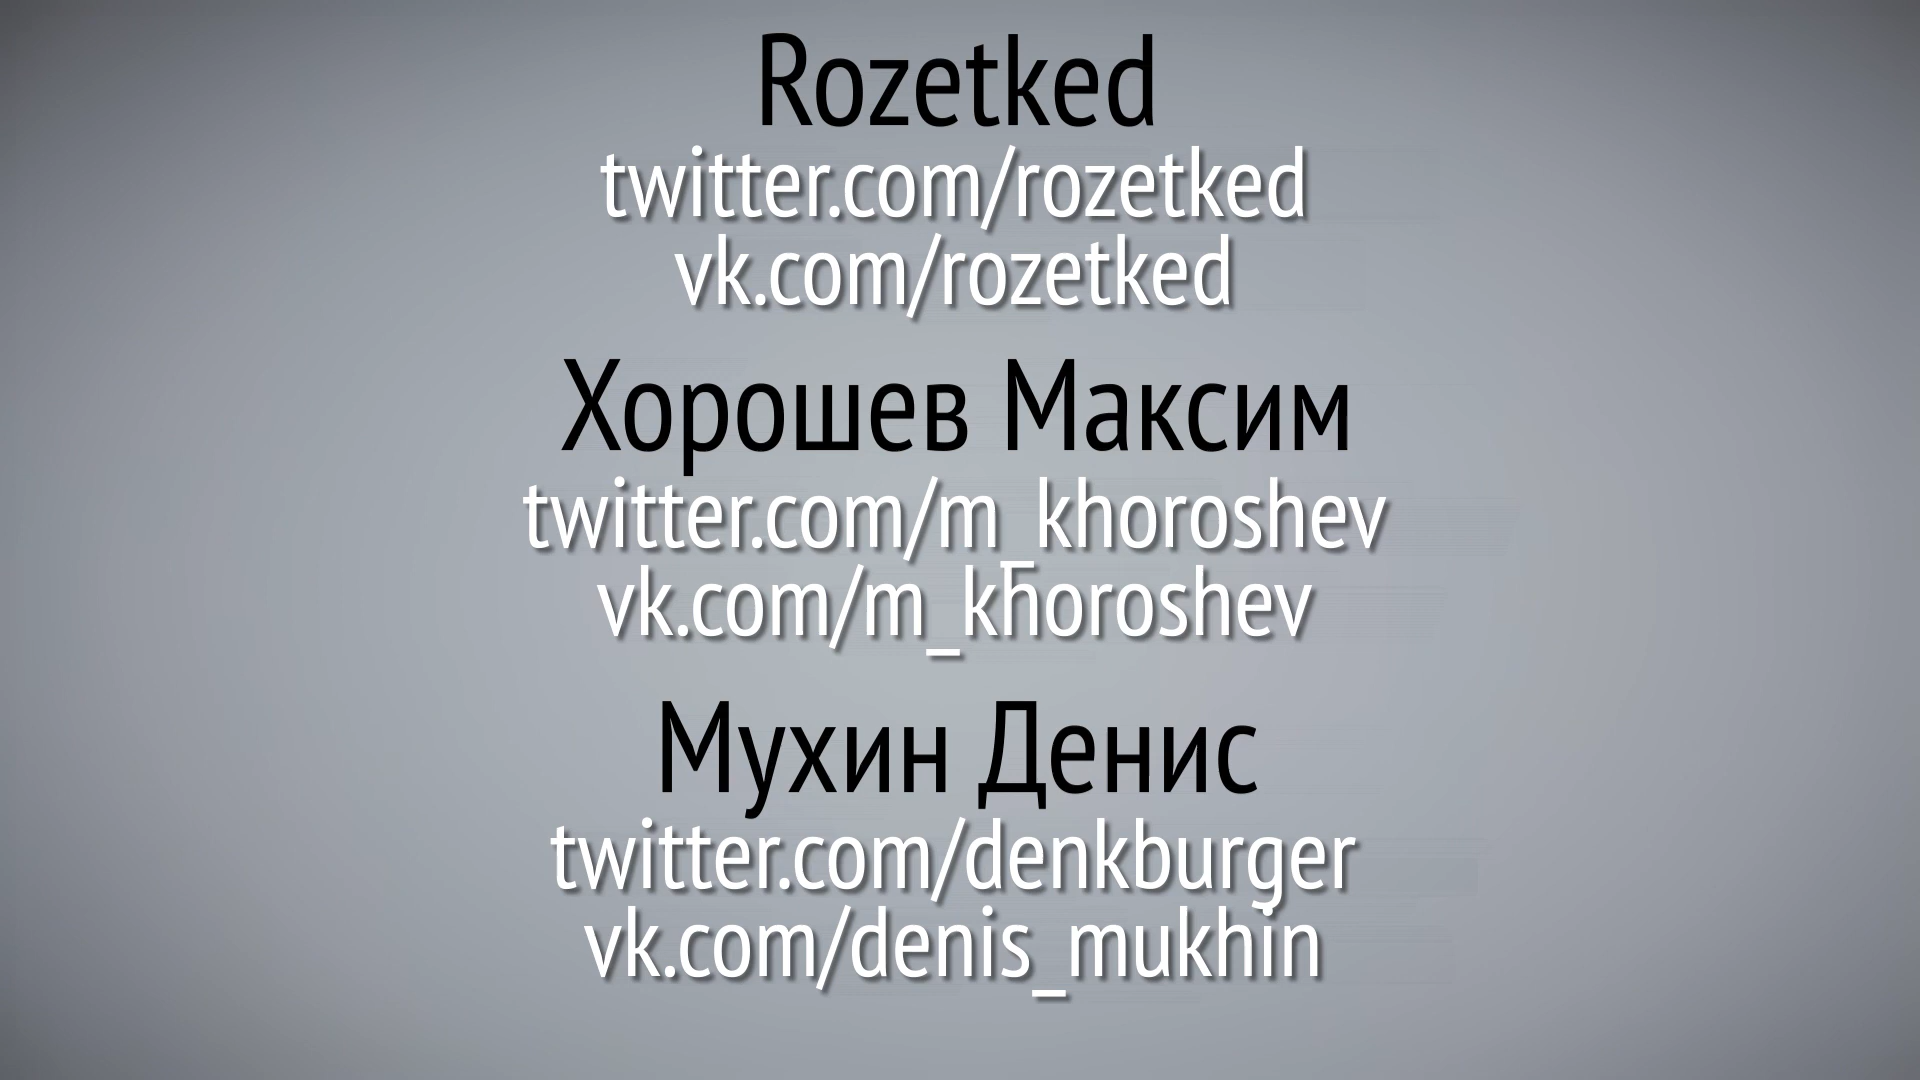 Rozetked
twitter.com/rozetked
vk.com/rozetked
Хорошев Максим
twitter.com/m_khoroshev
vk.com/m_khoroshev
Мухин Денис
twitter.com/denkburger
vk.com/denis_mukhin